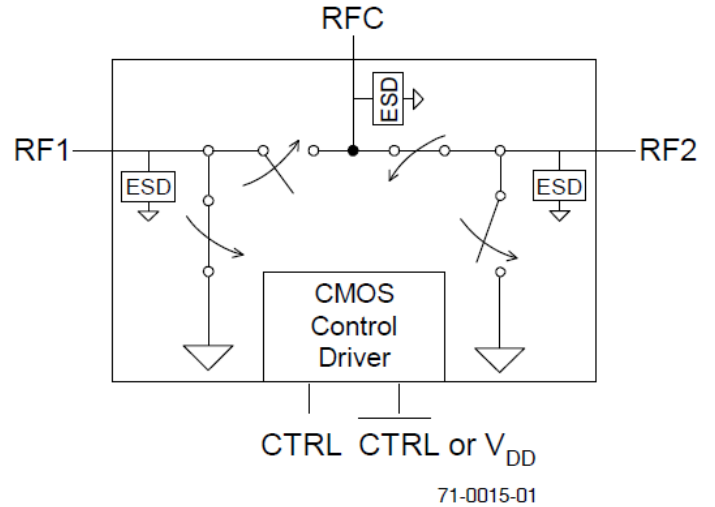 RFC
ESD
RF1
RF2
ESD
ESD
CMOS
Control
Driver
CTRL CTRL or VDD
71-0015-01